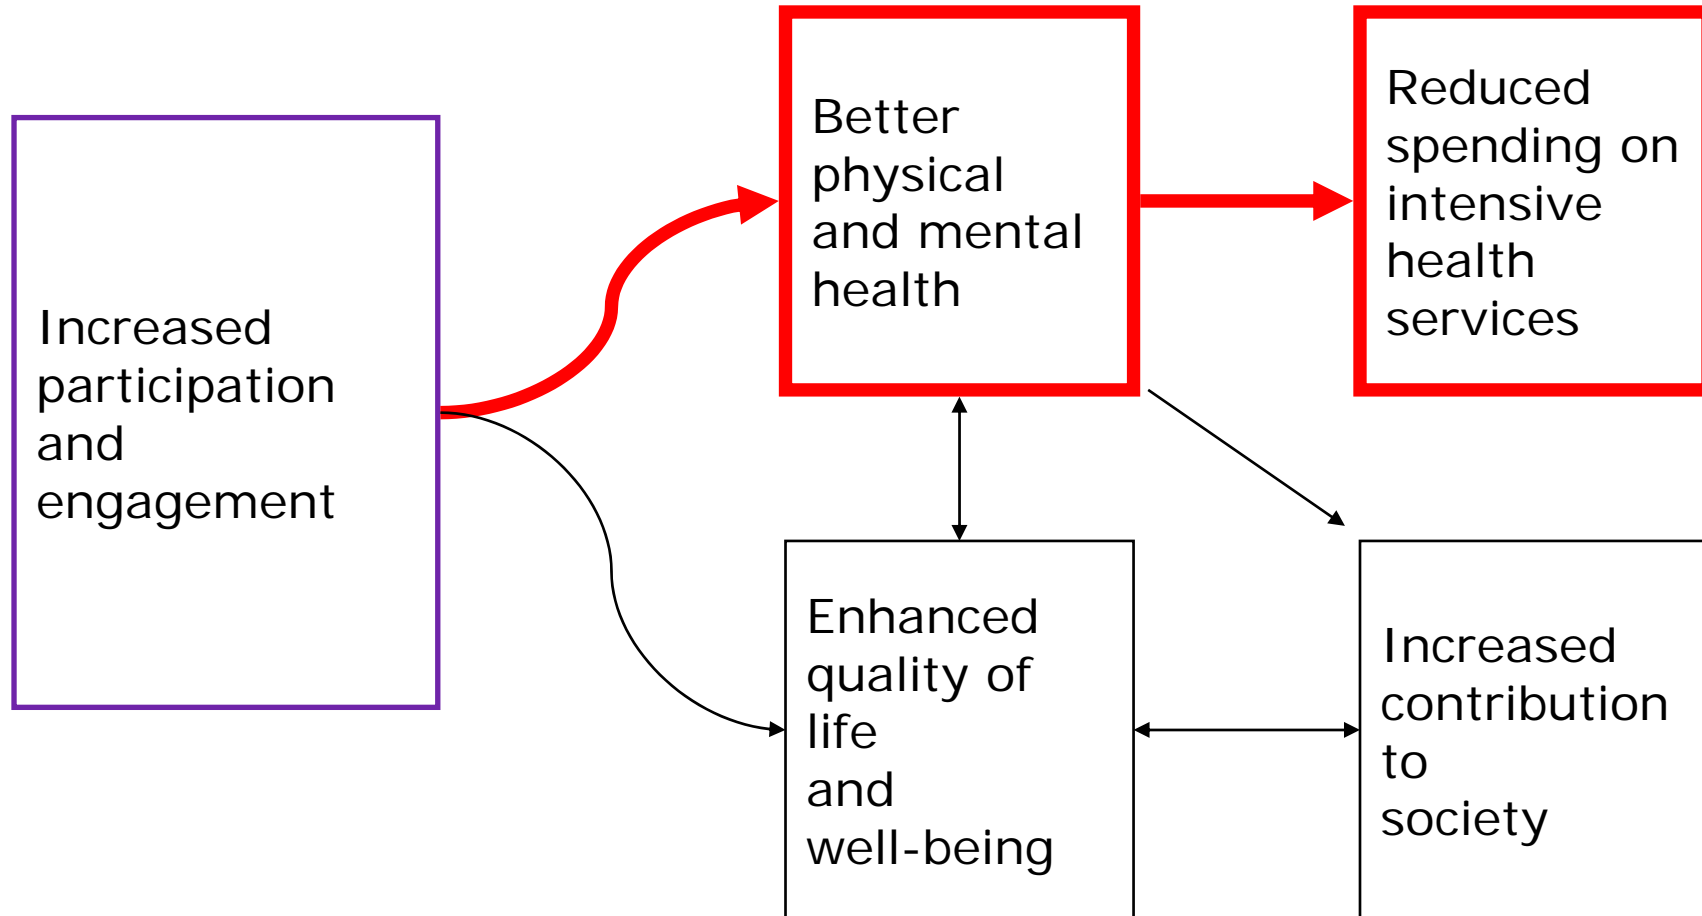 Increased
participation
and
engagement
Better
physical
and mental
health
Reduced
spending on
intensive
health
services
Enhanced
quality of
life
and
well-being
Increased
contribution
to
society